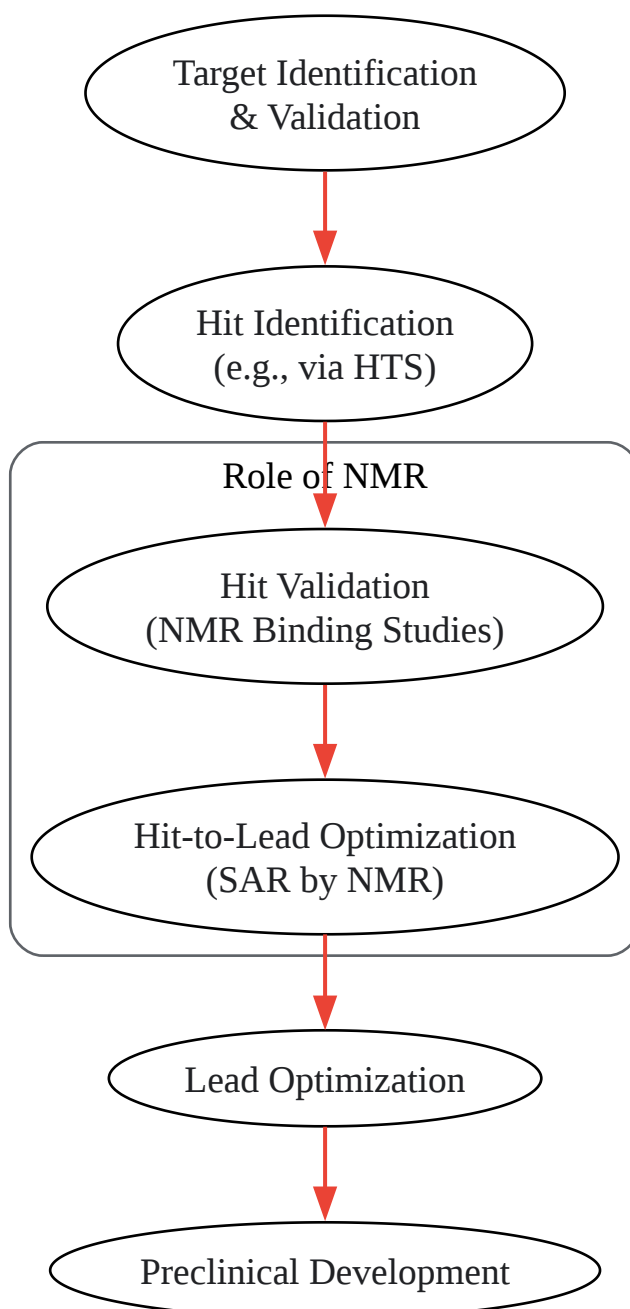 Target Identification
& Validation
Hit Identification
(e.g., via HTS)
Role of NMR
Hit Validation
(NMR Binding Studies)
Hit-to-Lead Optimization
(SAR by NMR)
Lead Optimization
Preclinical Development